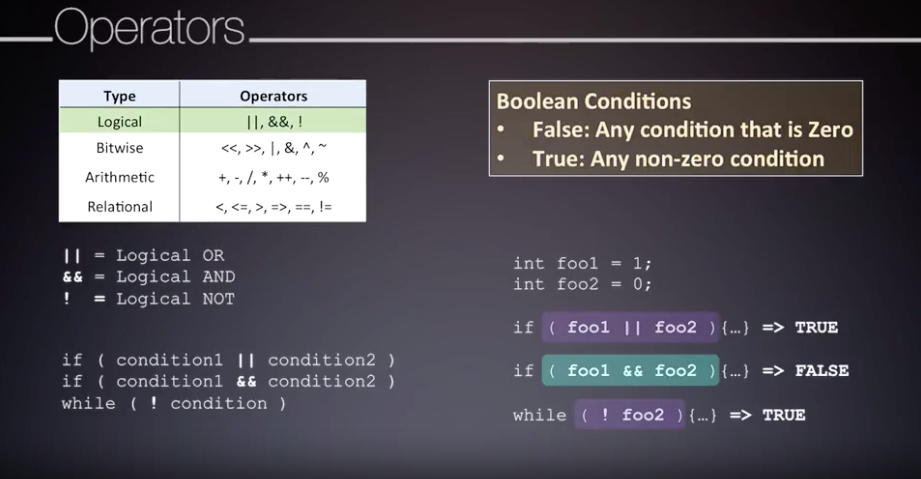 Operators
Type Operators
Logical ||, &&, !
Bitwise <<, >>, |, &, ^, ~
Arithmetic +, -, /, *, ++, --, %
Relational <, <=, >, =>, ==, !=
|| = Logical OR
&& = Logical AND
! = Logical NOT
if ( condition1 || condition2 )
if ( condition1 && condition2 )
while ( ! condition )
Boolean Conditions
• False: Any condition that is Zero
• True: Any non-zero condition
int foo1 = 1;
int foo2 = 0;
if ( foo1 || foo2 ){…} => TRUE
if ( foo1 && foo2 ){…} => FALSE
while ( ! foo2 ){…} => TRUE